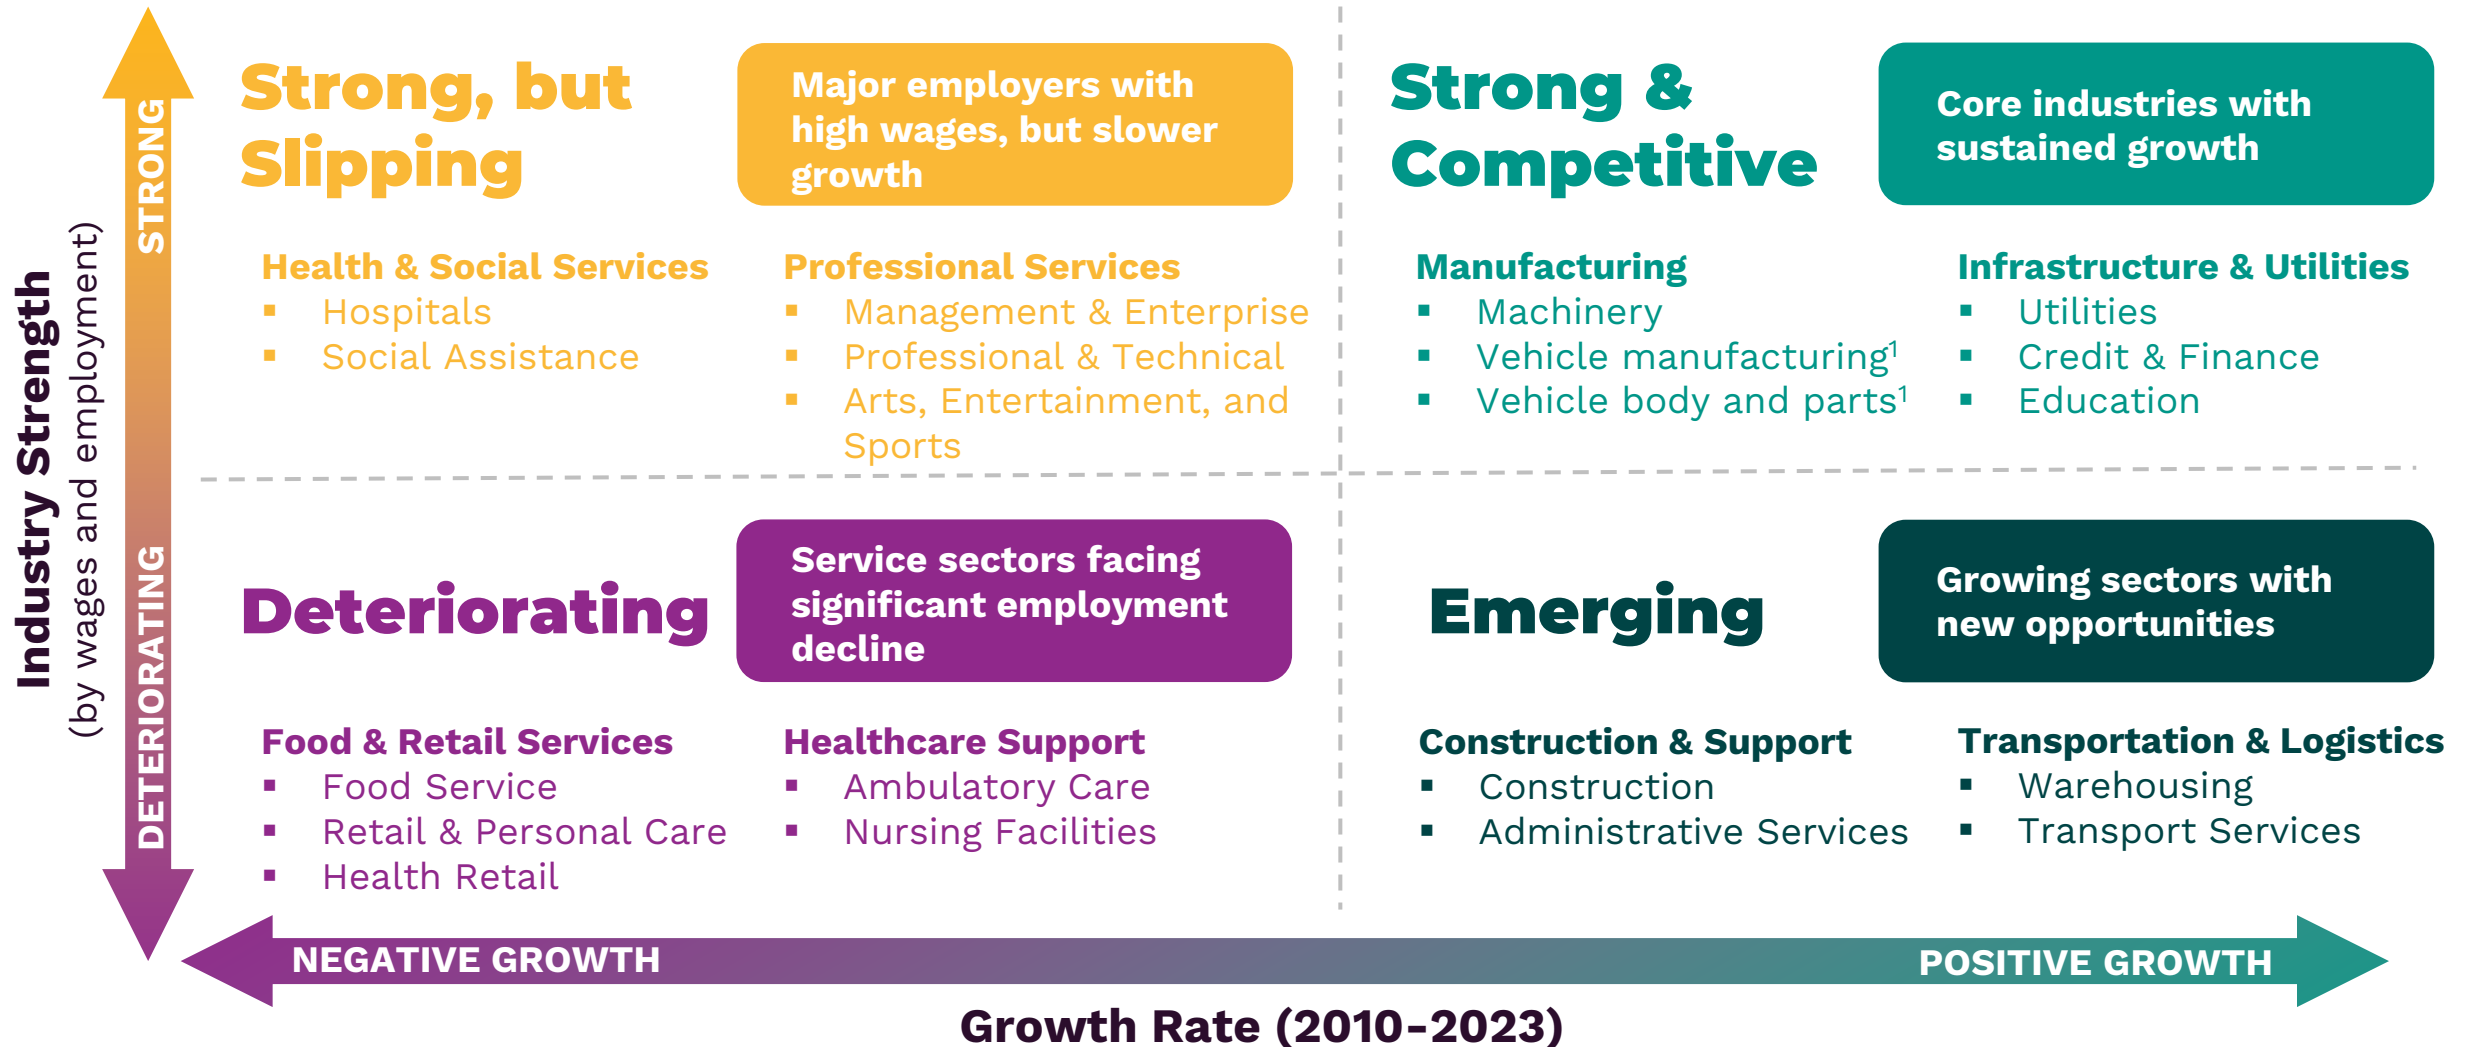 Industry Strength
(by wages and employment)
STRONG
DETERIORATING
Strong, but
Slipping
Major employers with
high wages, but slower
growth
Health & Social Services
▪ Hospitals
▪ Social Assistance
Professional Services
▪ Management & Enterprise
▪ Professional & Technical
▪ Arts, Entertainment, and
Sports
Strong &
Competitive
Core industries with
sustained growth
Manufacturing
▪ Machinery
▪ Vehicle manufacturing¹
▪ Vehicle body and parts¹
Infrastructure & Utilities
▪ Utilities
▪ Credit & Finance
▪ Education
Deteriorating
Service sectors facing
significant employment
decline
Food & Retail Services
▪ Food Service
▪ Retail & Personal Care
▪ Health Retail
Healthcare Support
▪ Ambulatory Care
▪ Nursing Facilities
Emerging
Growing sectors with
new opportunities
Construction & Support
▪ Construction
▪ Administrative Services
Transportation & Logistics
▪ Warehousing
▪ Transport Services
NEGATIVE GROWTH
POSITIVE GROWTH
Growth Rate (2010-2023)